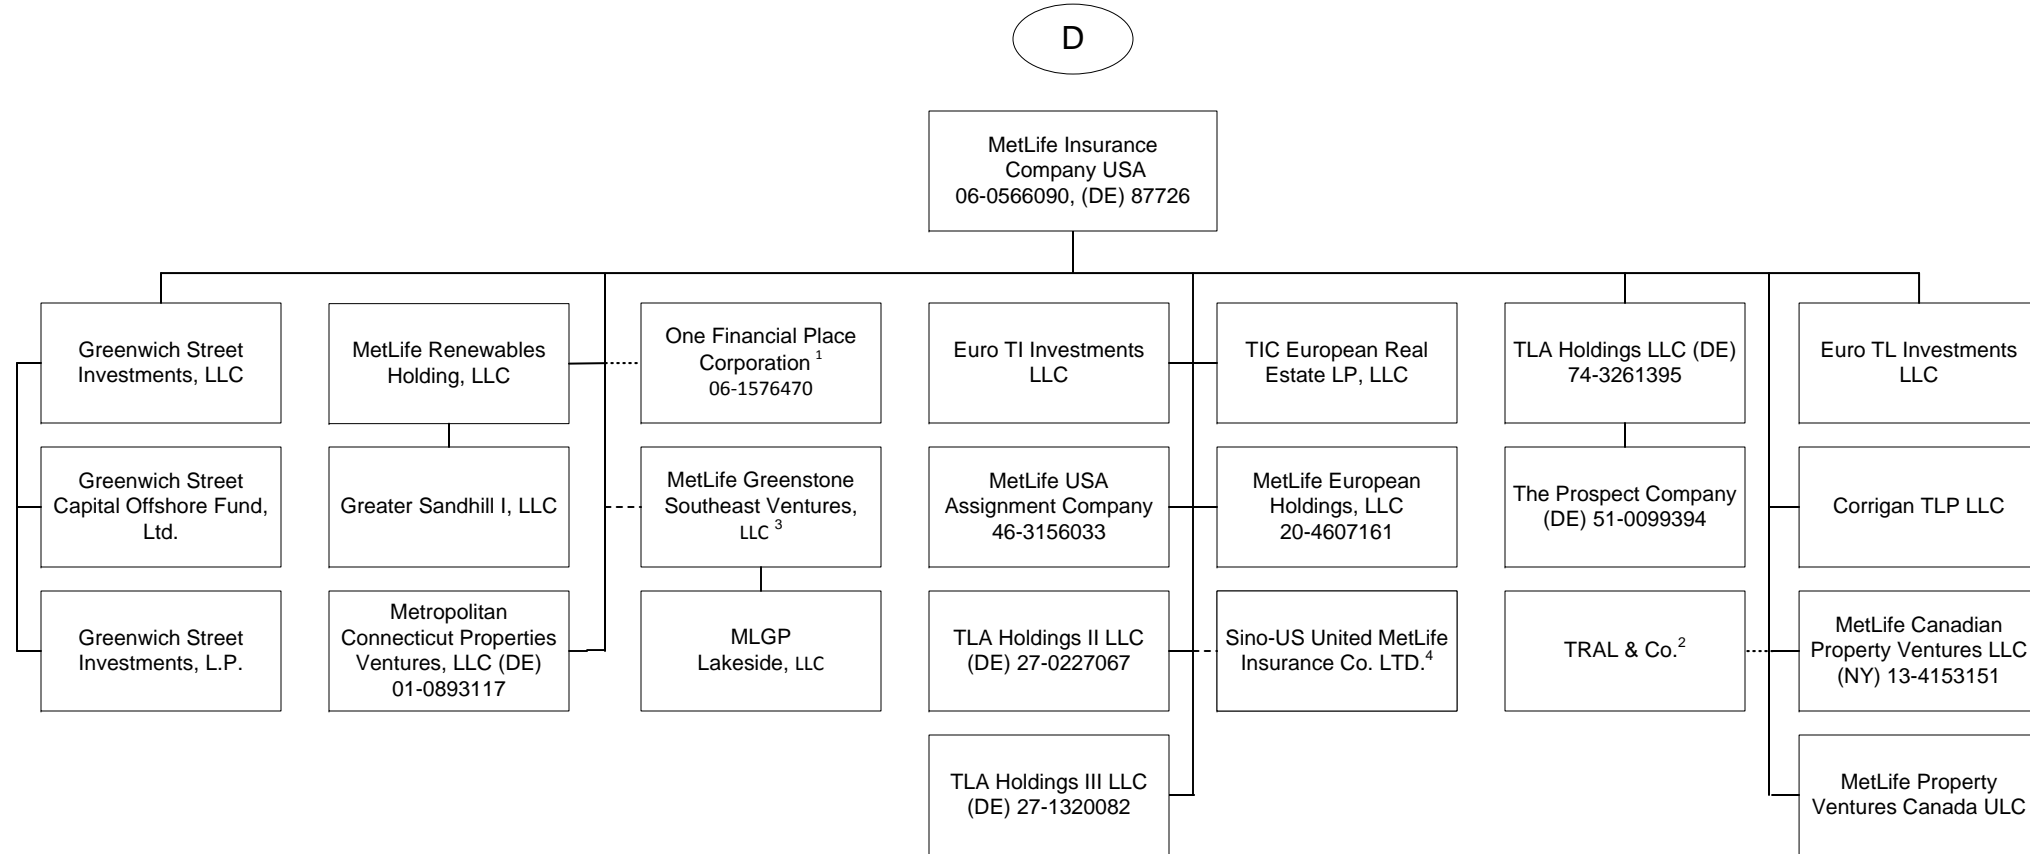 D
MetLife Insurance
Company USA
06-0566090, (DE) 87726
Greenwich Street
Investments, LLC
MetLife Renewables
Holding, LLC
One Financial Place
Corporation 1
06-1576470
Euro TI Investments
LLC
TIC European Real
Estate LP, LLC
TLA Holdings LLC (DE)
74-3261395
Euro TL Investments
LLC
Greenwich Street
Capital Offshore Fund,
Ltd.
Greater Sandhill I, LLC
MetLife Greenstone
Southeast Ventures,
LLC 3
MetLife USA
Assignment Company
46-3156033
MetLife European
Holdings, LLC
20-4607161
The Prospect Company
(DE) 51-0099394
Corrigan TLP LLC
Greenwich Street
Investments, L.P.
Metropolitan
Connecticut Properties
Ventures, LLC (DE)
01-0893117
MLGP
Lakeside, LLC
TLA Holdings II LLC
(DE) 27-0227067
Sino-US United MetLife
Insurance Co. LTD.4
TRAL & Co.2
MetLife Canadian
Property Ventures LLC
(NY) 13-4153151
TLA Holdings III LLC
(DE) 27-1320082
MetLife Property
Ventures Canada ULC